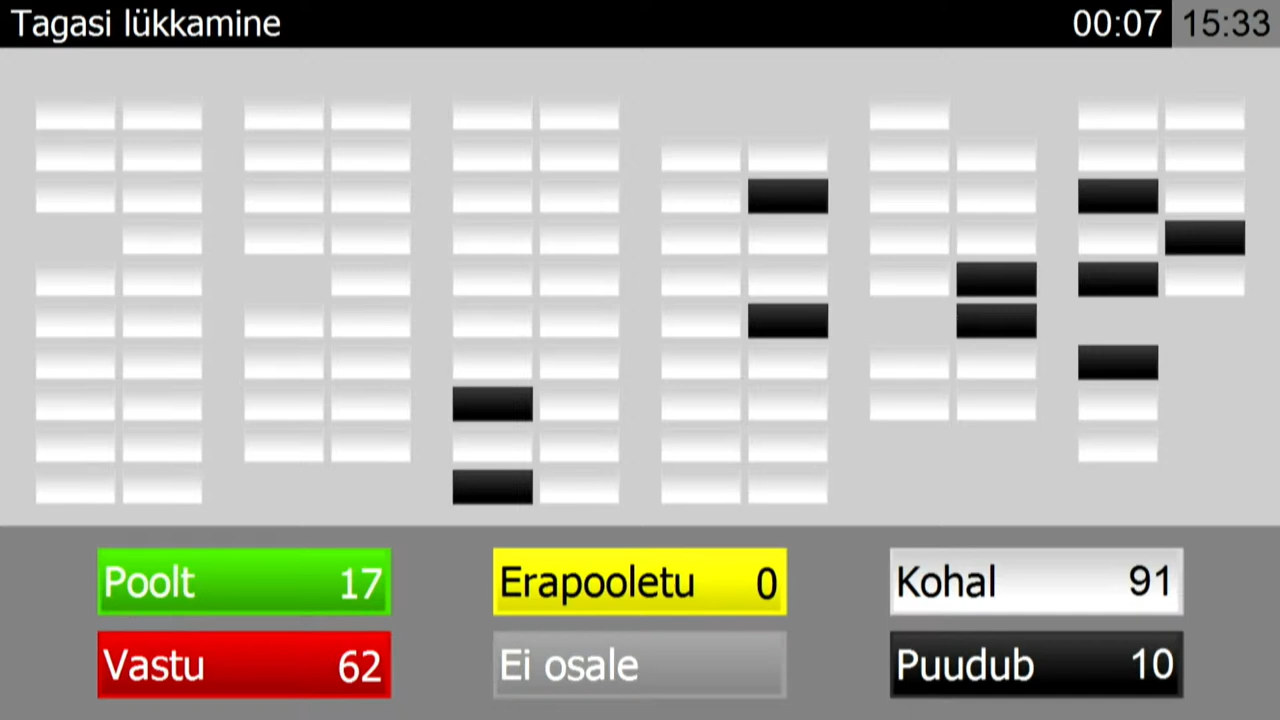 Tagasi lükkamine 00:07 15:33
Poolt 17 Erapooletu 0 Kohal 91
Vastu 62 Ei osale Puudub 10